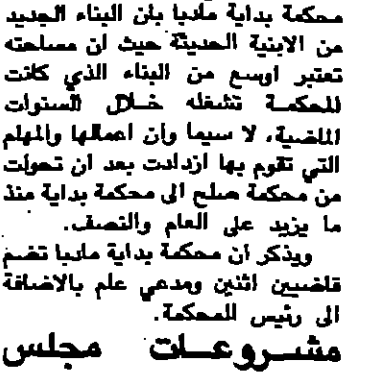 محكمة بداية مادبا بان البناء الجديد
من الابنية الحديثة حيث ان مساحته
تعتبر اوسع من البناء الذي كانت
المحكمة تشغله خلال السنوات
الماضية، لا سيما وان اعمالها والمهام
التي تقوم بها ازدادت بعد ان تحولت
من محكمة صلح الى محكمة بداية منذ
ما يزيد على العام والنصف.
ويذكر ان محكمة بداية مادبا تضم
قاضيين اثنين ومدعي عام بالاضافة
الى رئيس المحكمة.
مشروعات مجلس